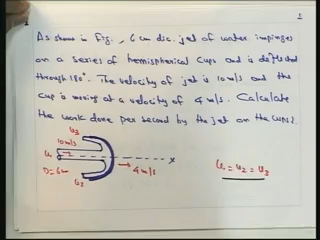 1
As shown in Fig., 6 cm dia. jet of water impinges
on a series of hemispherical cups and is deflected
through 180°. The velocity of jet is 10 m/s and the
cup is moving at a velocity of 4 m/s. Calculate
the work done per second by the jet on the cups?
u3
10 m/s
u1
x
4 m/s
D=6cm
u2
u1 = u2 = u3